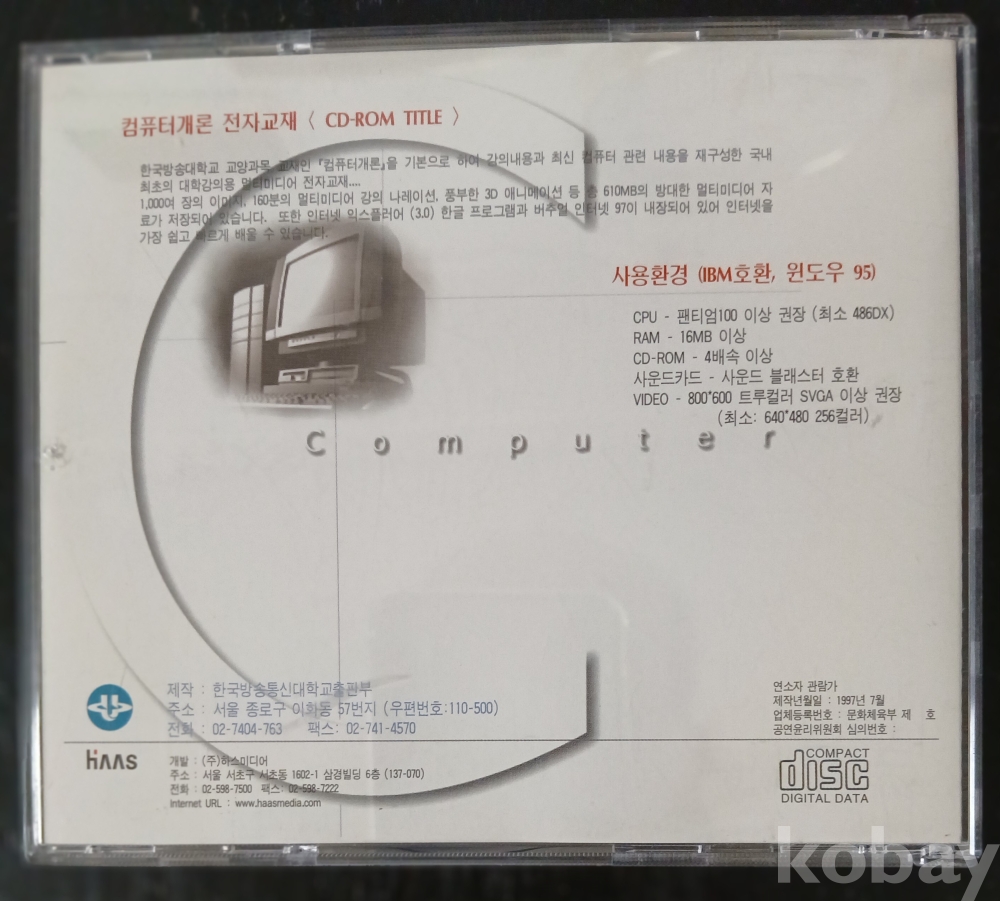 컴퓨터개론 전자교재 < CD-ROM TITLE >
한국방송대학교 교양과목 교재인 『컴퓨터개론』을 기본으로 하여 강의내용과 최신 컴퓨터 관련 내용을 재구성한 국내
최초의 대학강의용 멀티미디어 전자교재....
1,000여 장의 이미지, 160분의 멀티미디어 강의 나레이션, 풍부한 3D 애니메이션 등 총 610MB의 방대한 멀티미디어 자
료가 저장되어 있습니다. 또한 인터넷 익스플러어 (3.0) 한글 프로그램과 버추얼 인터넷 97이 내장되어 있어 인터넷을
가장 쉽고 빠르게 배울 수 있습니다.
사용환경 (IBM호환, 윈도우 95)
CPU - 팬티엄100 이상 권장 (최소 486DX)
RAM - 16MB 이상
CD-ROM - 4배속 이상
사운드카드 - 사운드 블래스터 호환
VIDEO - 800*600 트루컬러 SVGA 이상 권장
(최소: 640*480 256컬러)
Computer
제작 : 한국방송통신대학교출판부
주소 : 서울 종로구 이화동 57번지 (우편번호:110-500)
전화 : 02-7404-763 팩스: 02-741-4570
연소자 관람가
제작년월일 : 1997년 7월
업체등록번호 : 문화체육부 제 호
공연윤리위원회 심의번호 :
HAAS
개발 : (주)하스미디어
주소 : 서울 서초구 서초동 1602-1 삼경빌딩 6층 (137-070)
전화 : 02-598-7500 팩스: 02-598-7222
Internet URL : www.haasmedia.com
COMPACT
disc
DIGITAL DATA
kobay